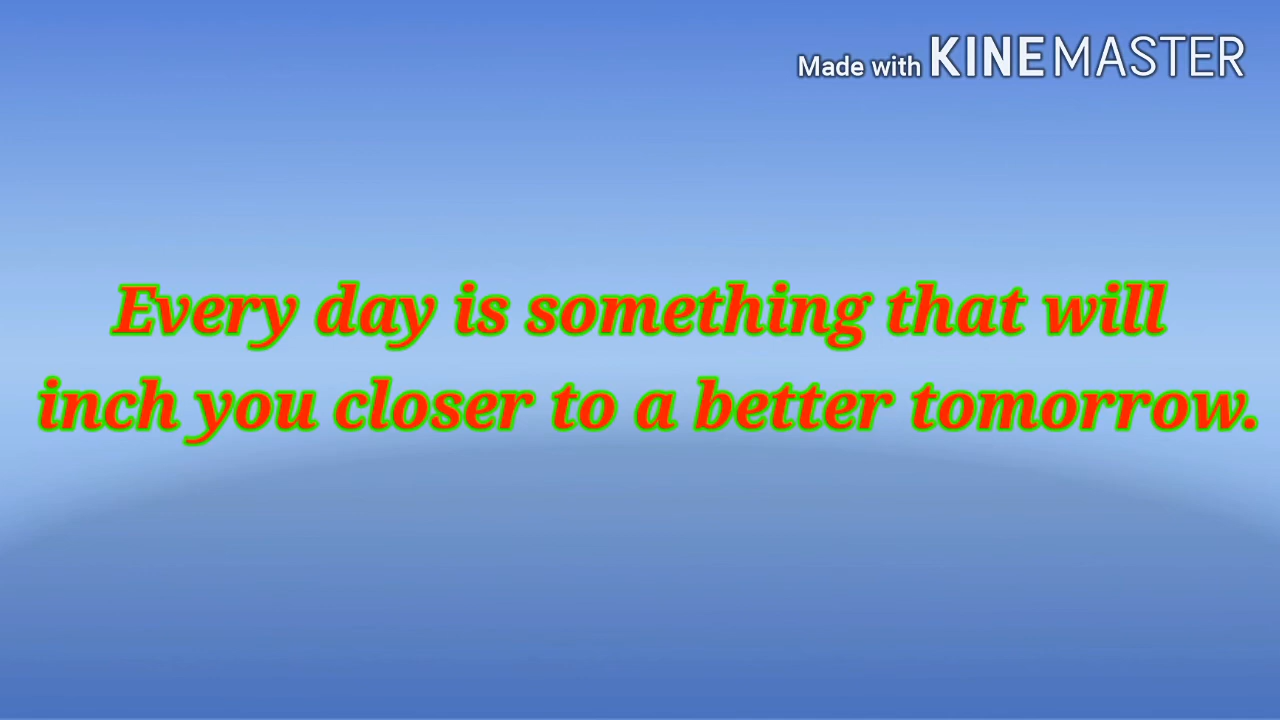 Made with KINEMASTER
Every day is something that will
inch you closer to a better tomorrow.